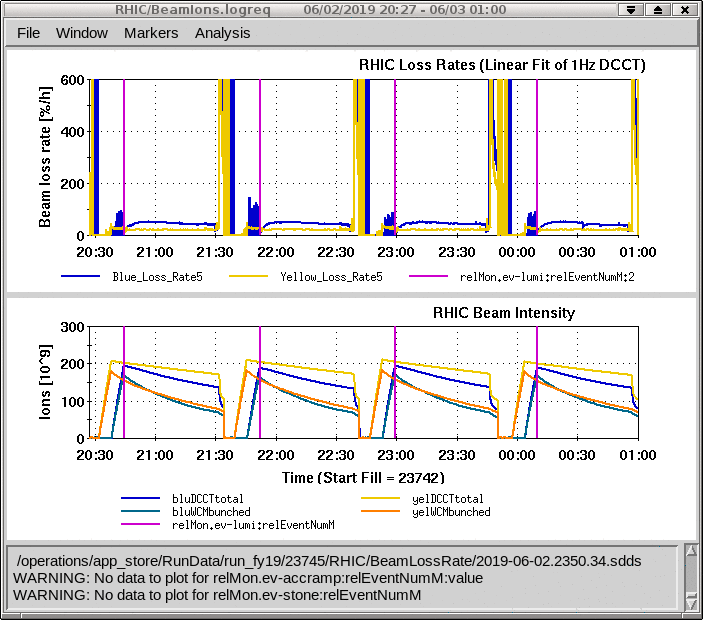 RHIC/BeamIons.logreq 06/02/2019 20:27 - 06/03 01:00
File Window Markers Analysis
RHIC Loss Rates (Linear Fit of 1Hz DCCT)
Beam loss rate [%/h]
600
400
200
0
20:30 21:00 21:30 22:00 22:30 23:00 23:30 00:00 00:30 01:00
Blue_Loss_Rate5 Yellow_Loss_Rate5 relMon.ev-lumi:relEventNumM:2
RHIC Beam Intensity
Ions [10^9]
300
200
100
0
20:30 21:00 21:30 22:00 22:30 23:00 23:30 00:00 00:30 01:00
Time (Start Fill = 23742)
bluDCCTtotal yelDCCTtotal
bluWCMbunched yelWCMbunched
relMon.ev-lumi:relEventNumM
/operations/app_store/RunData/run_fy19/23745/RHIC/BeamLossRate/2019-06-02.2350.34.sdds
WARNING: No data to plot for relMon.ev-accramp:relEventNumM:value
WARNING: No data to plot for relMon.ev-stone:relEventNumM